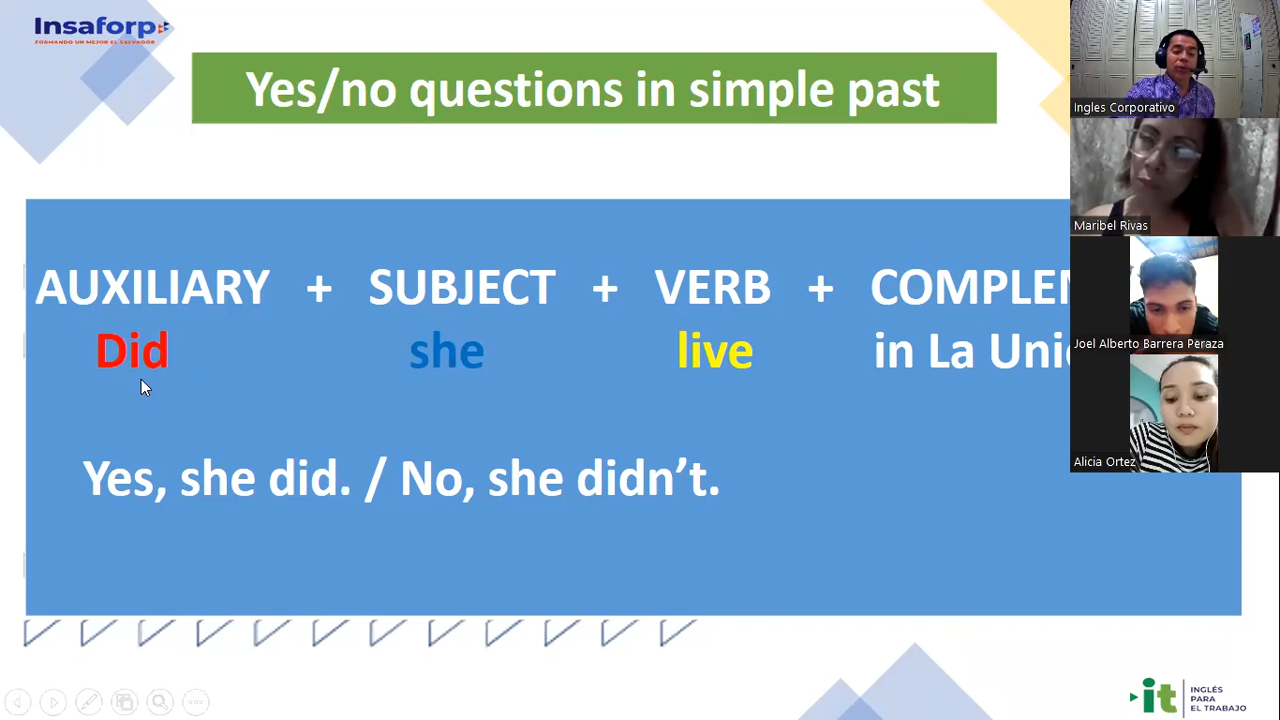 Insaforp
FORMANDO UN MEJOR EL SALVADOR
Yes/no questions in simple past
AUXILIARY + SUBJECT + VERB + COMPLEM
Did she live in La Uni
Yes, she did. / No, she didn’t.
Ingles Corporativo
Maribel Rivas
Joel Alberto Barrera Peraza
Alicia Ortez
it INGLÉS
PARA
EL TRABAJO